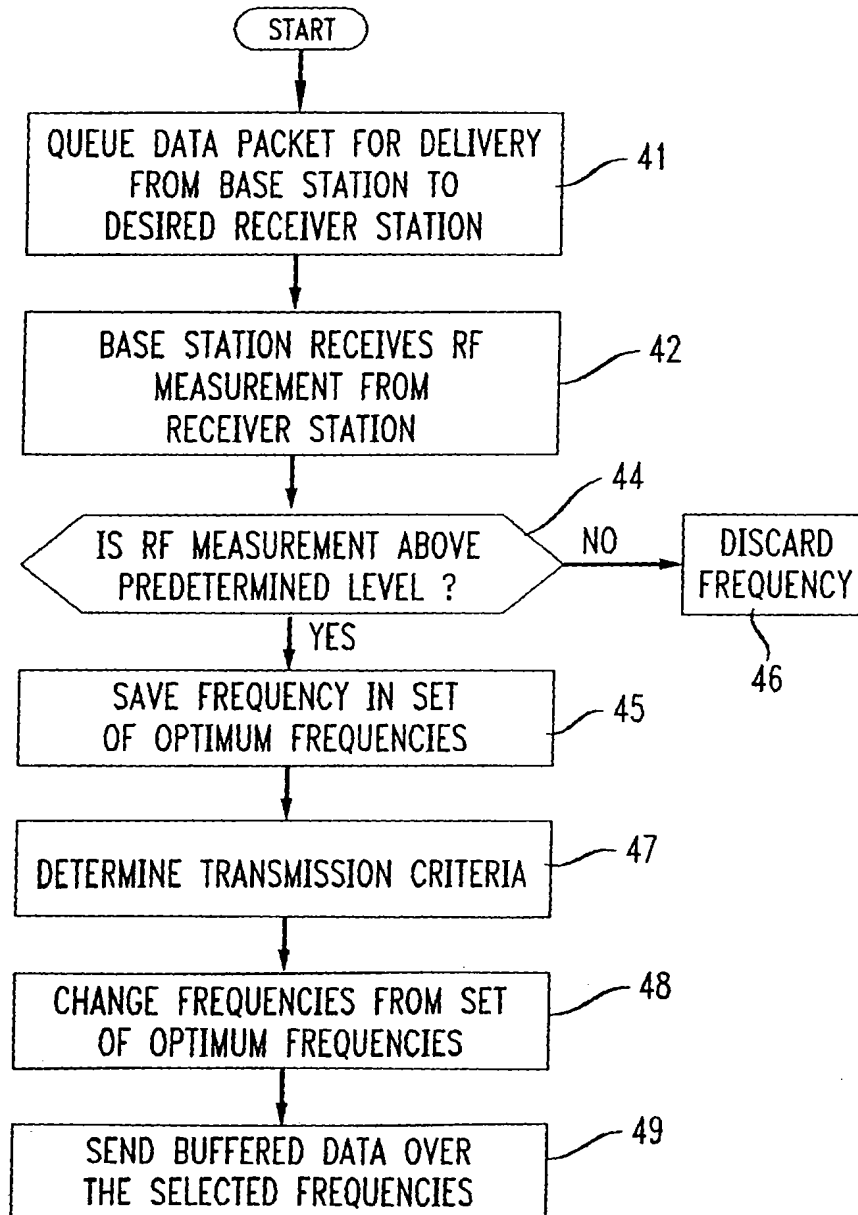 START
QUEUE DATA PACKET FOR DELIVERY
FROM BASE STATION TO
DESIRED RECEIVER STATION
41
BASE STATION RECEIVES RF
MEASUREMENT FROM
RECEIVER STATION
42
44
IS RF MEASUREMENT ABOVE
PREDETERMINED LEVEL ?
NO
DISCARD
FREQUENCY
46
YES
SAVE FREQUENCY IN SET
OF OPTIMUM FREQUENCIES
45
DETERMINE TRANSMISSION CRITERIA
47
CHANGE FREQUENCIES FROM SET
OF OPTIMUM FREQUENCIES
48
SEND BUFFERED DATA OVER
THE SELECTED FREQUENCIES
49